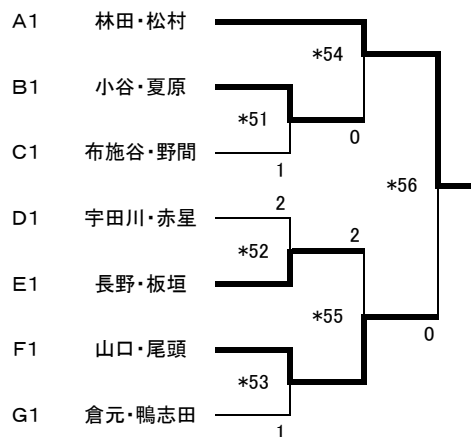 A1 林田・松村
*54
B1 小谷・夏原
*51
0
C1 布施谷・野間
1
*56
D1 宇田川・赤星
2
*52
2
E1 長野・板垣
*55
F1 山口・尾頭
0
*53
G1 倉元・鴨志田
1